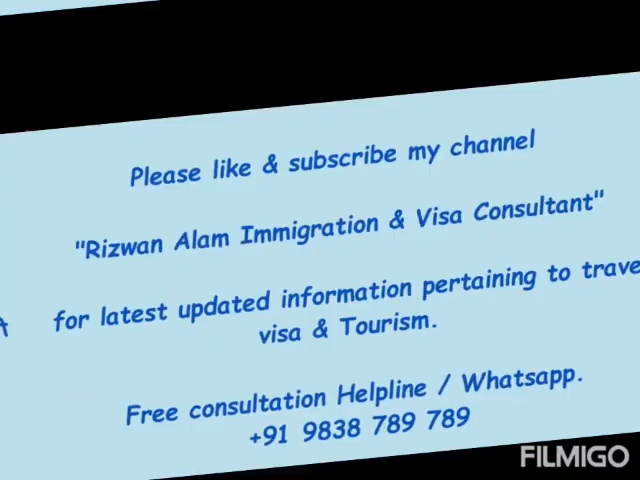 Please like & subscribe my channel
"Rizwan Alam Immigration & Visa Consultant"
for latest updated information pertaining to trave
visa & Tourism.
Free consultation Helpline / Whatsapp.
+91 9838 789 789
FILMIGO